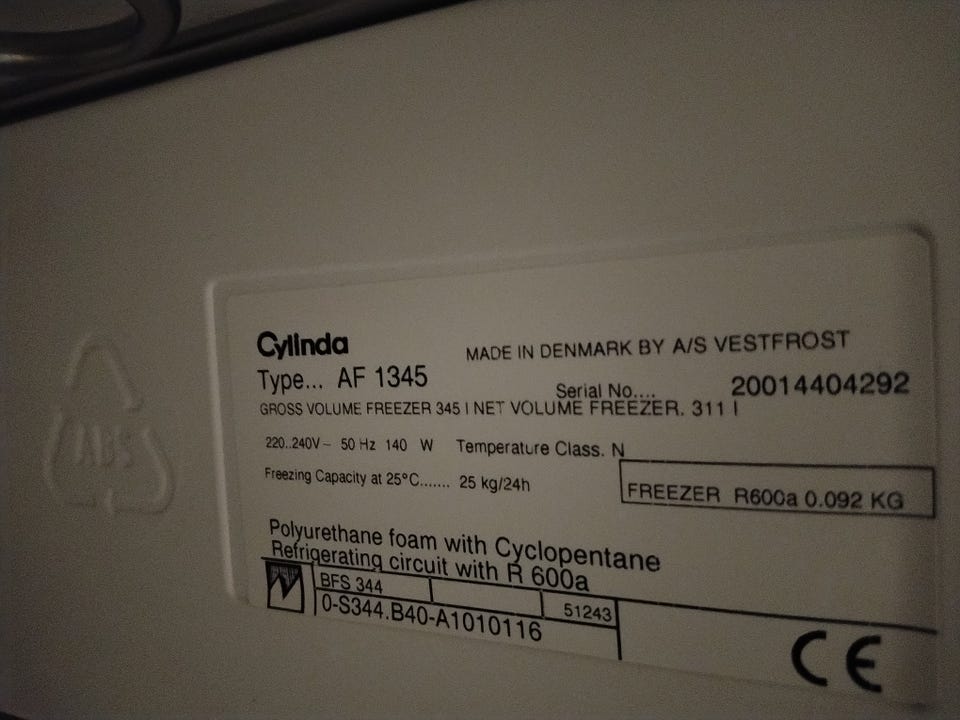 Cylinda
MADE IN DENMARK BY A/S VESTFROST
Type... AF 1345
Serial No.... 20014404292
GROSS VOLUME FREEZER 345 l NET VOLUME FREEZER. 311 l
220..240V~ 50 Hz 140 W Temperature Class. N
Freezing Capacity at 25°C....... 25 kg/24h
FREEZER R600a 0.092 KG
Polyurethane foam with Cyclopentane
Refrigerating circuit with R 600a
BFS 344 51243
0-S344.B40-A1010116
CE
ABS